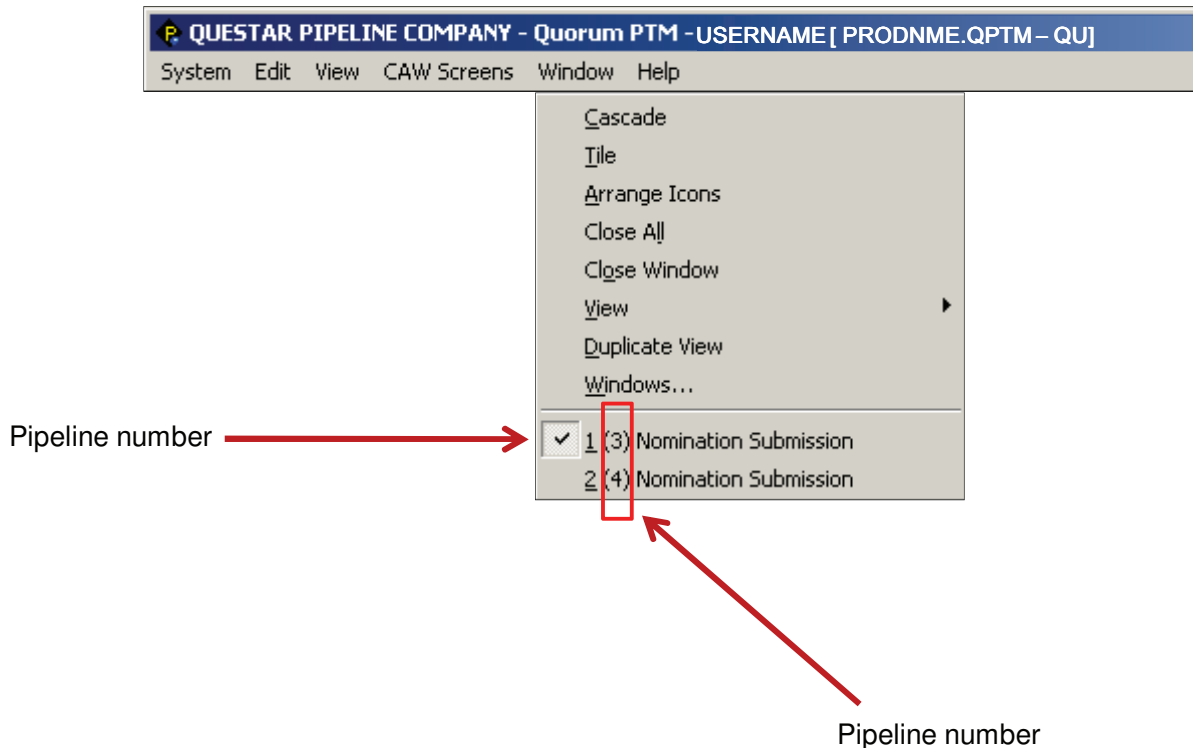 QUESTAR PIPELINE COMPANY - Quorum PTM -USERNAME [ PRODNME.QPTM – QU]
System Edit View CAW Screens Window Help
Cascade
Tile
Arrange Icons
Close All
Close Window
View
Duplicate View
Windows...
Pipeline number
1 (3) Nomination Submission
2 (4) Nomination Submission
Pipeline number